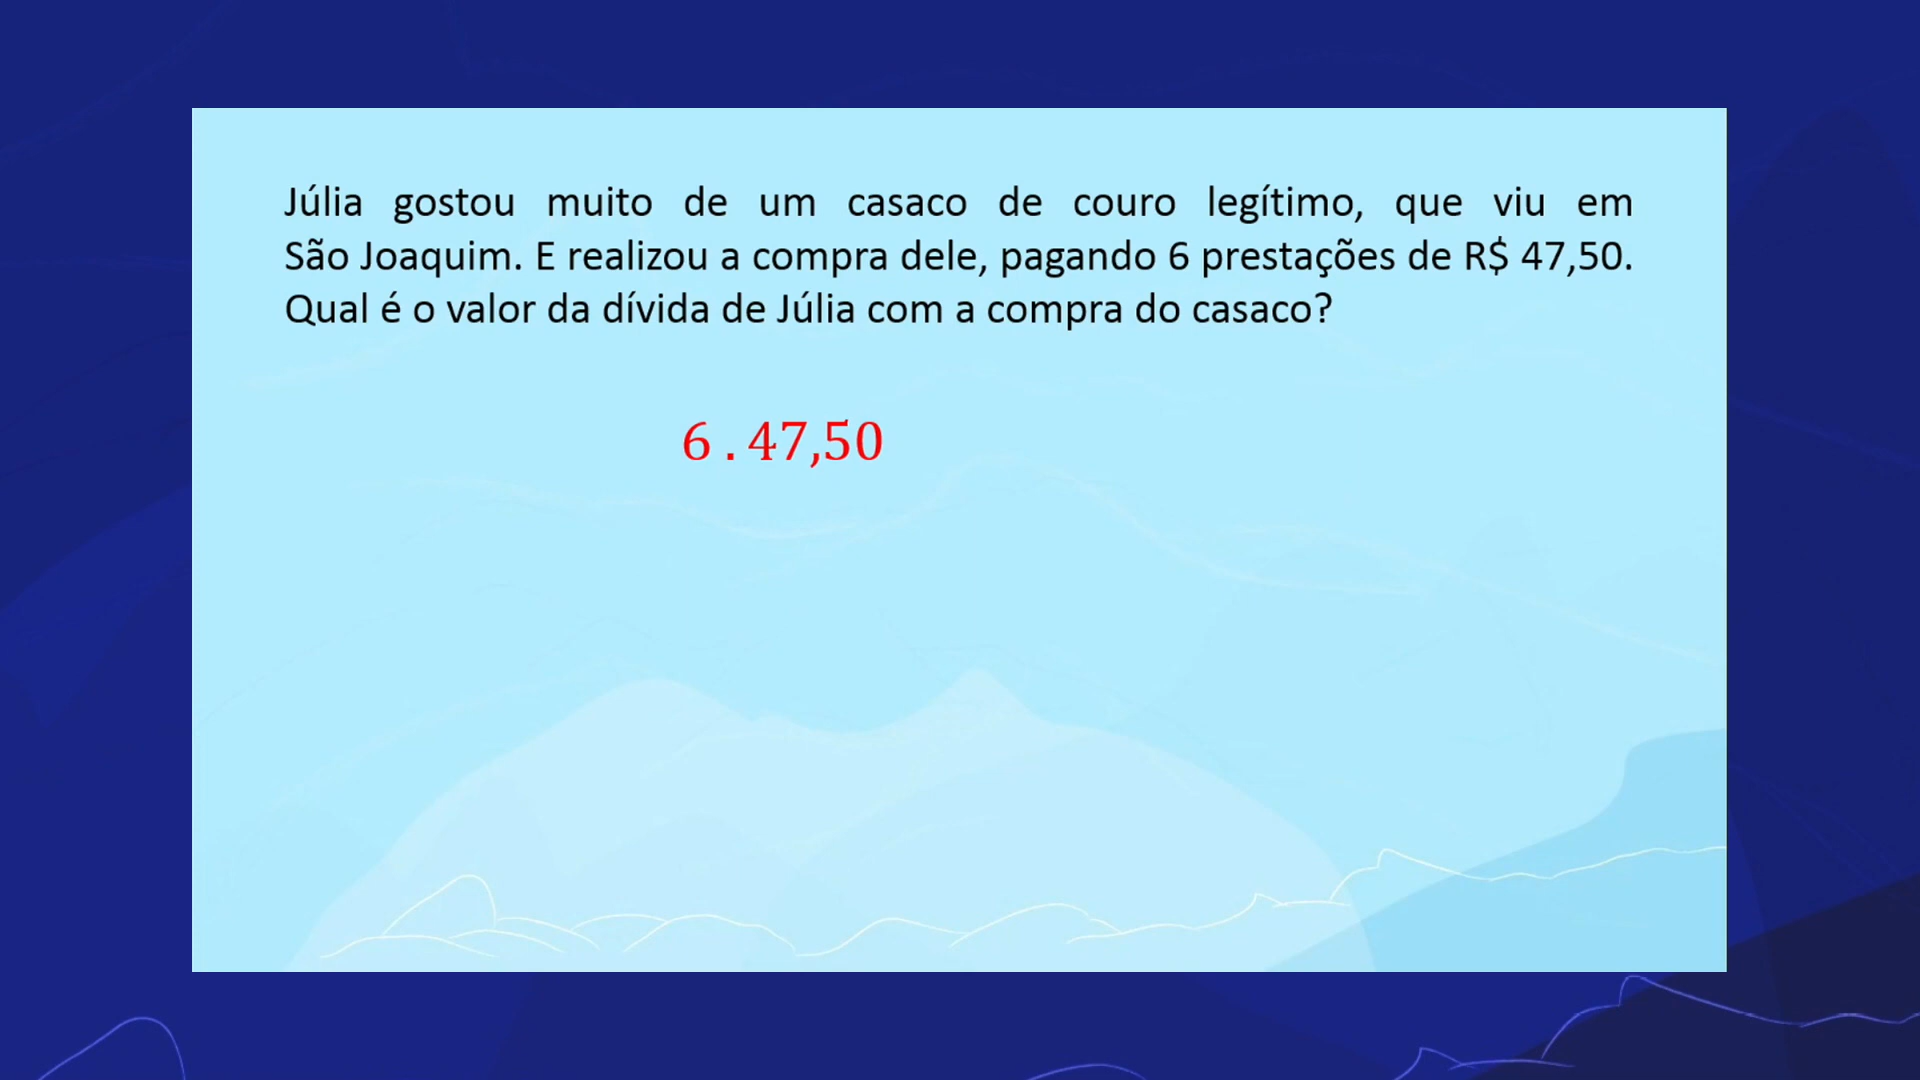 Júlia gostou muito de um casaco de couro legítimo, que viu em
São Joaquim. E realizou a compra dele, pagando 6 prestações de R$ 47,50.
Qual é o valor da dívida de Júlia com a compra do casaco?
6 . 47,50